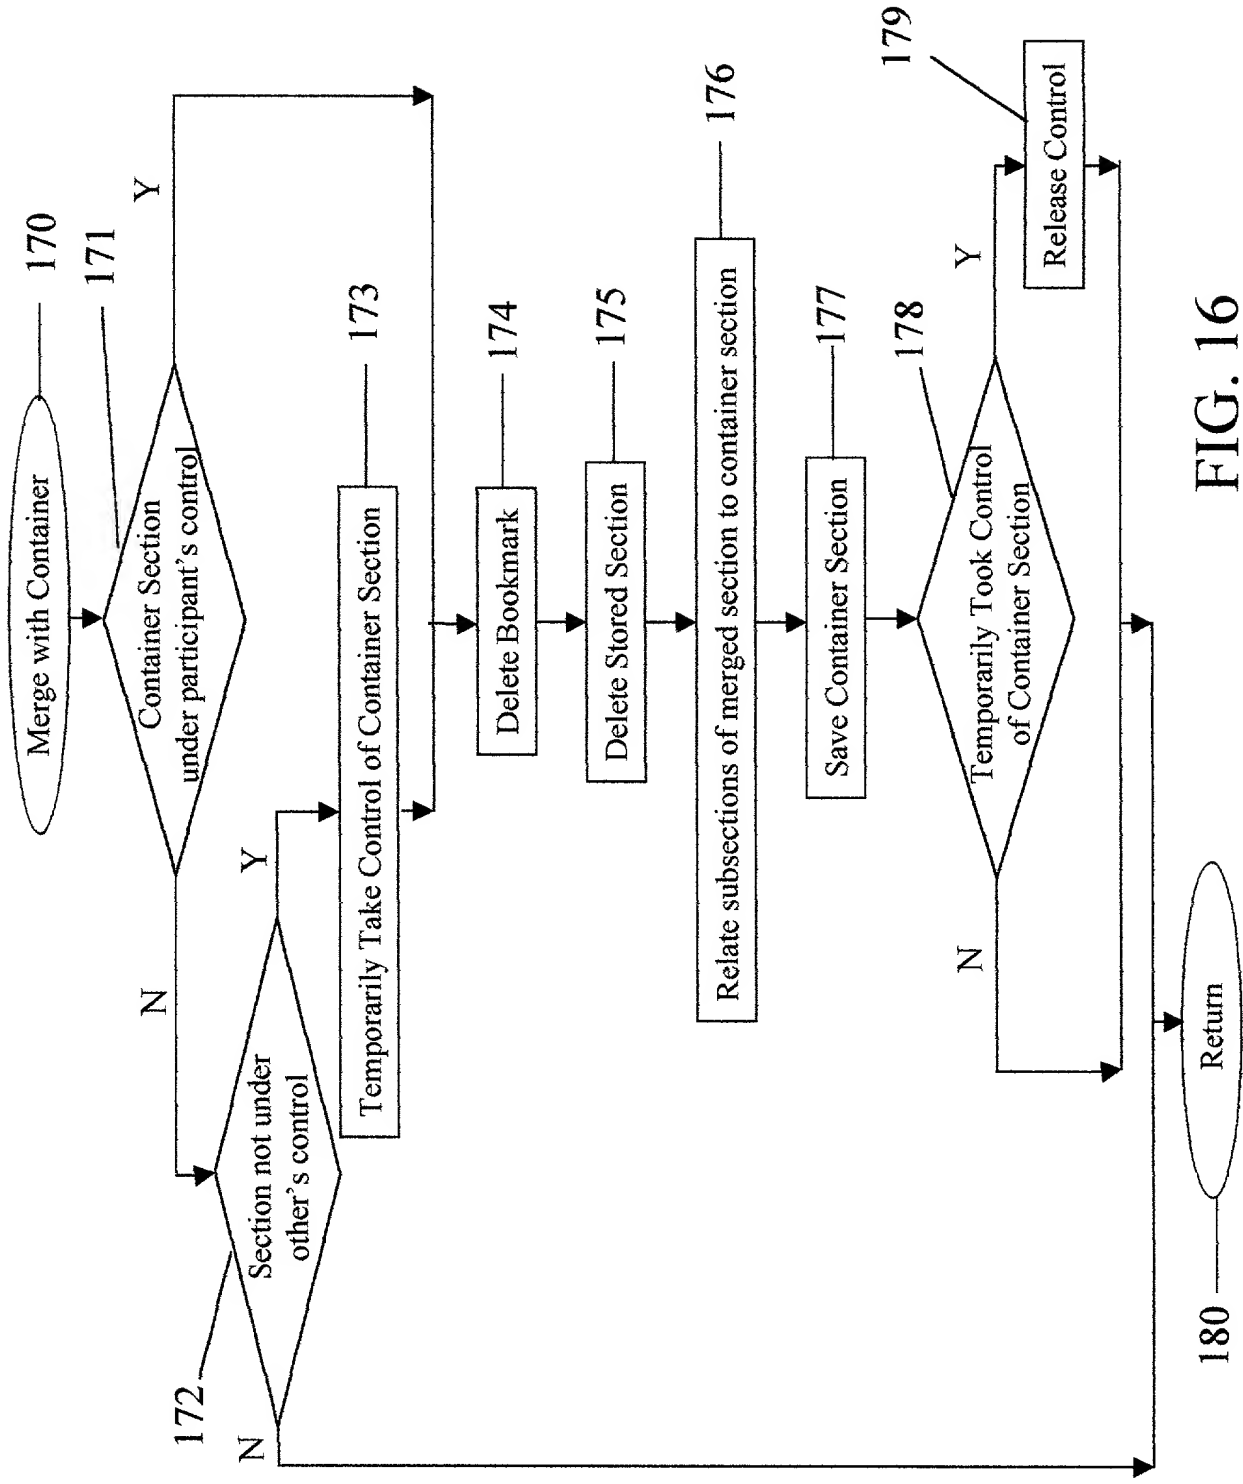 Merge with Container
170
171
Container Section
under participant's control
Y
N
172
Section not under
other's control
Y
N
173
Temporarily Take Control of Container Section
174
Delete Bookmark
175
Delete Stored Section
176
Relate subsections of merged section to container section
177
Save Container Section
178
Temporarily Took Control
of Container Section
Y
N
179
Release Control
Return
180
FIG. 16